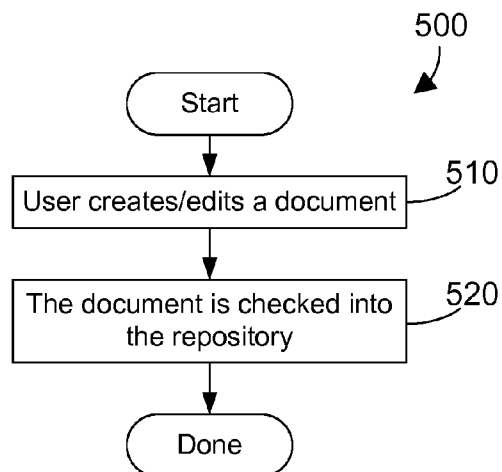 500
Start
User creates/edits a document
510
The document is checked into
the repository
520
Done